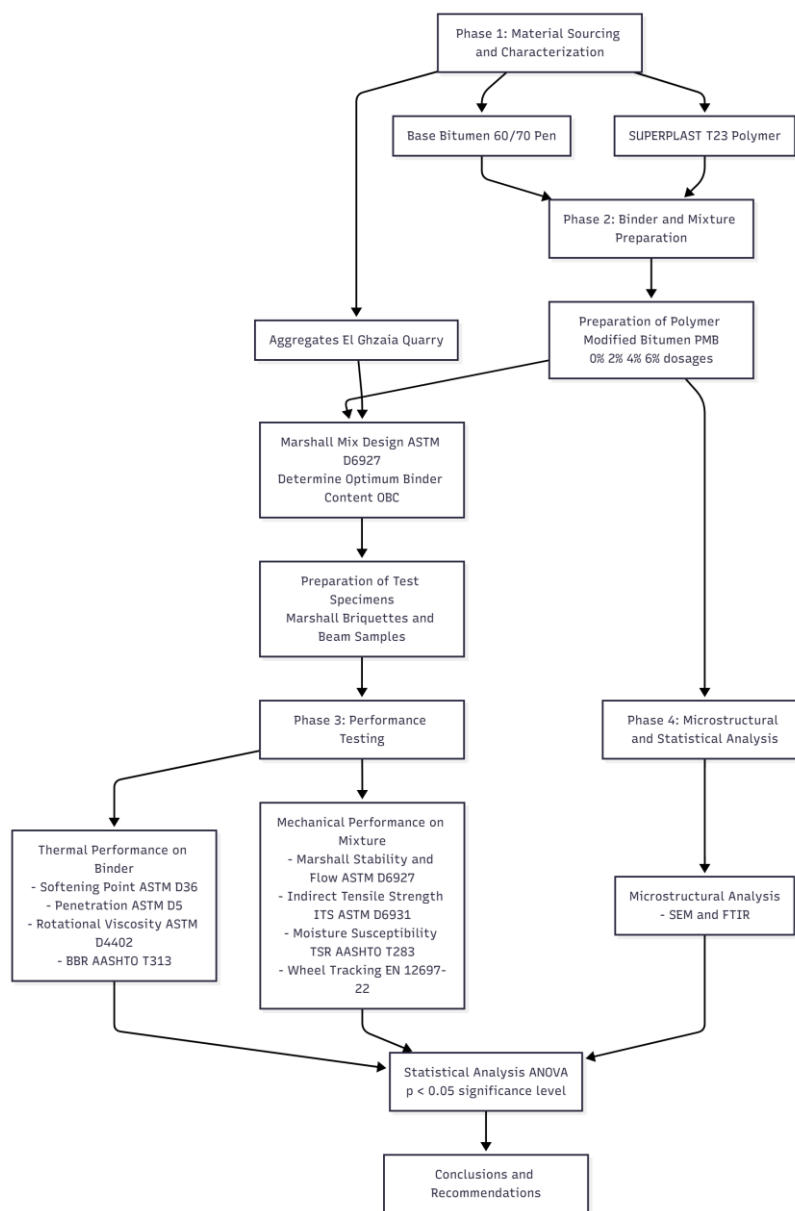 Phase 1: Material Sourcing
and Characterization
Base Bitumen 60/70 Pen
SUPERPLAST T23 Polymer
Phase 2: Binder and Mixture
Preparation
Aggregates El Ghzaia Quarry
Preparation of Polymer
Modified Bitumen PMB
0% 2% 4% 6% dosages
Marshall Mix Design ASTM
D6927
Determine Optimum Binder
Content OBC
Preparation of Test
Specimens
Marshall Briquettes and
Beam Samples
Phase 3: Performance
Testing
Phase 4: Microstructural
and Statistical Analysis
Thermal Performance on
Binder
- Softening Point ASTM D36
- Penetration ASTM D5
- Rotational Viscosity ASTM
D4402
- BBR AASHTO T313
Mechanical Performance on
Mixture
- Marshall Stability and
Flow ASTM D6927
- Indirect Tensile Strength
ITS ASTM D6931
- Moisture Susceptibility
TSR AASHTO T283
- Wheel Tracking EN 12697-
22
Microstructural Analysis
- SEM and FTIR
Statistical Analysis ANOVA
p < 0.05 significance level
Conclusions and
Recommendations